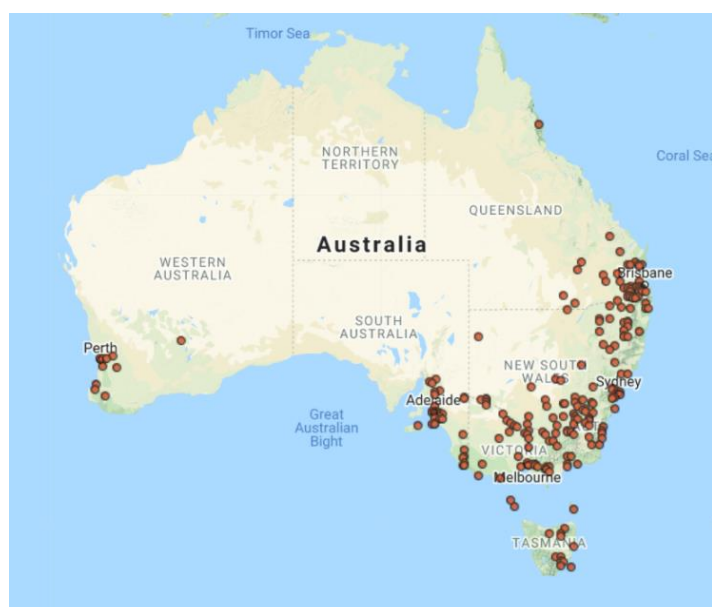 Timor Sea
Coral Sea
NORTHERN
TERRITORY
QUEENSLAND
Australia
WESTERN
AUSTRALIA
Brisbane
SOUTH
AUSTRALIA
Perth
NEW SOUTH
WALES
Sydney
Adelaide
Great
Australian
Bight
ACT
VICTORIA
Melbourne
TASMANIA